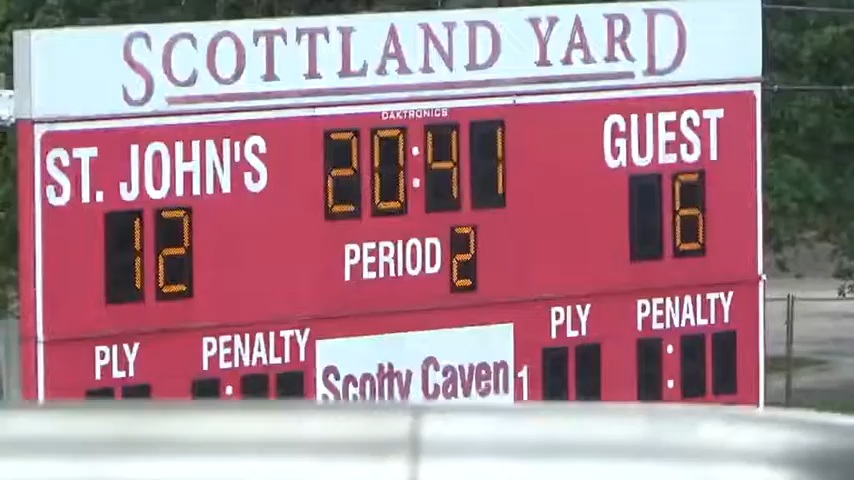 SCOTTLAND YARD
DAKTRONICS
ST. JOHN'S 20:41 GUEST
12 PERIOD 2 6
PLY PENALTY PLY PENALTY
Scotty Caven